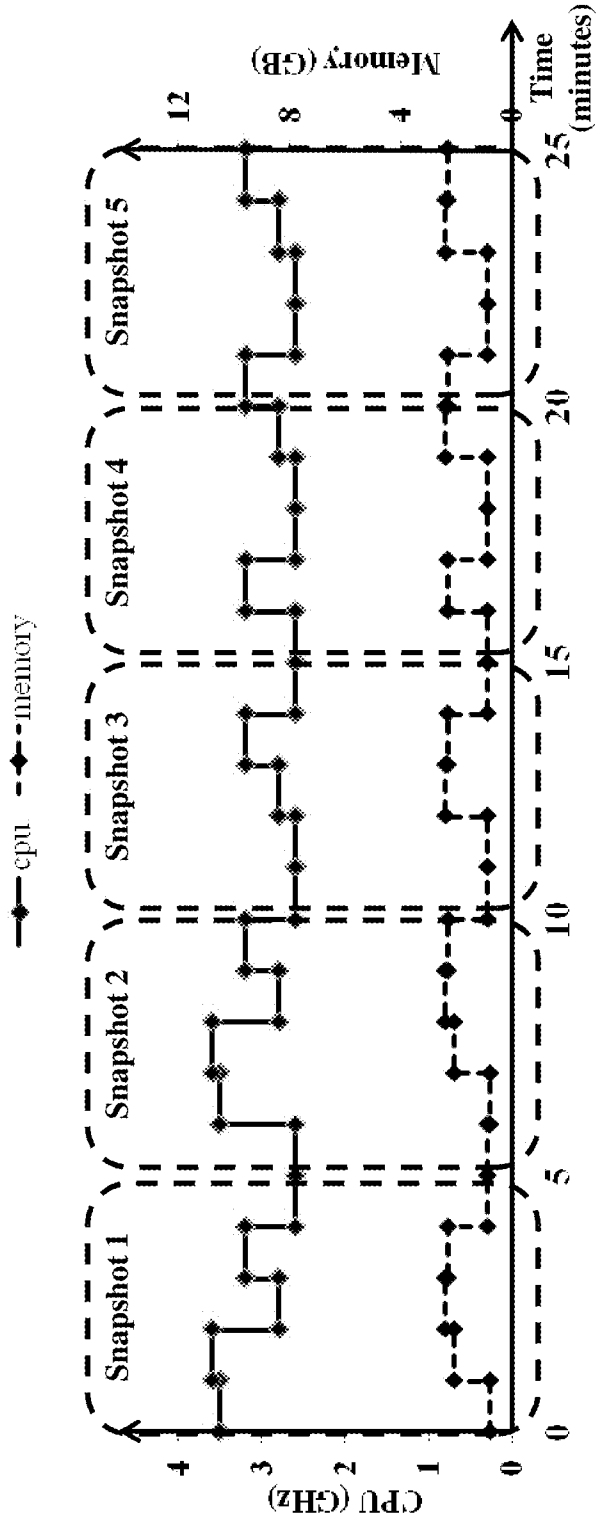 cpu memory
Snapshot 1
Snapshot 2
Snapshot 3
Snapshot 4
Snapshot 5
CPU (GHz)
4
3
2
1
0
Memory (GB)
12
8
4
0
0 5 10 15 20 25
Time
(minutes)